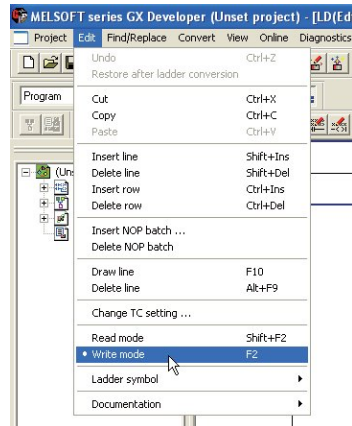 MELSOFT series GX Developer (Unset project) - [LD(Ed
Project Edit Find/Replace Convert View Online Diagnostics
Undo Ctrl+Z
Restore after ladder conversion
Program
Cut Ctrl+X
Copy Ctrl+C
Paste Ctrl+V
Insert line Shift+Ins
Delete line Shift+Del
Insert row Ctrl+Ins
Delete row Ctrl+Del
(Un
Insert NOP batch ...
Delete NOP batch
Draw line F10
Delete line Alt+F9
Change TC setting ...
Read mode Shift+F2
Write mode F2
Ladder symbol
Documentation